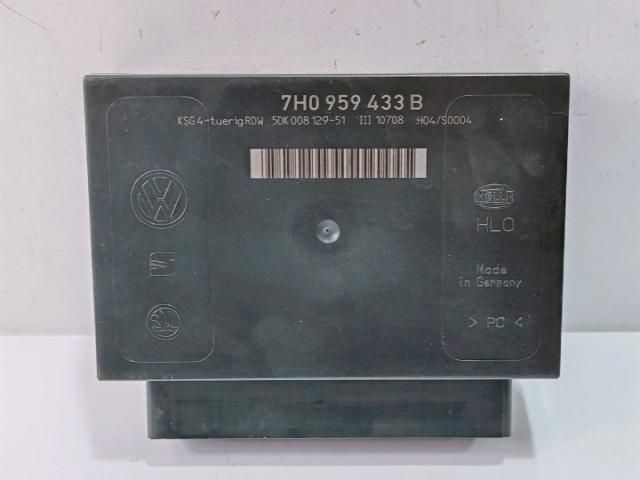 7H0 959 433 B
KSG 4-tuerig RDW 5DK 008 129-51 III 10708 :H04/S0004
HELLA
HLO
Made
in Germany
> PC <